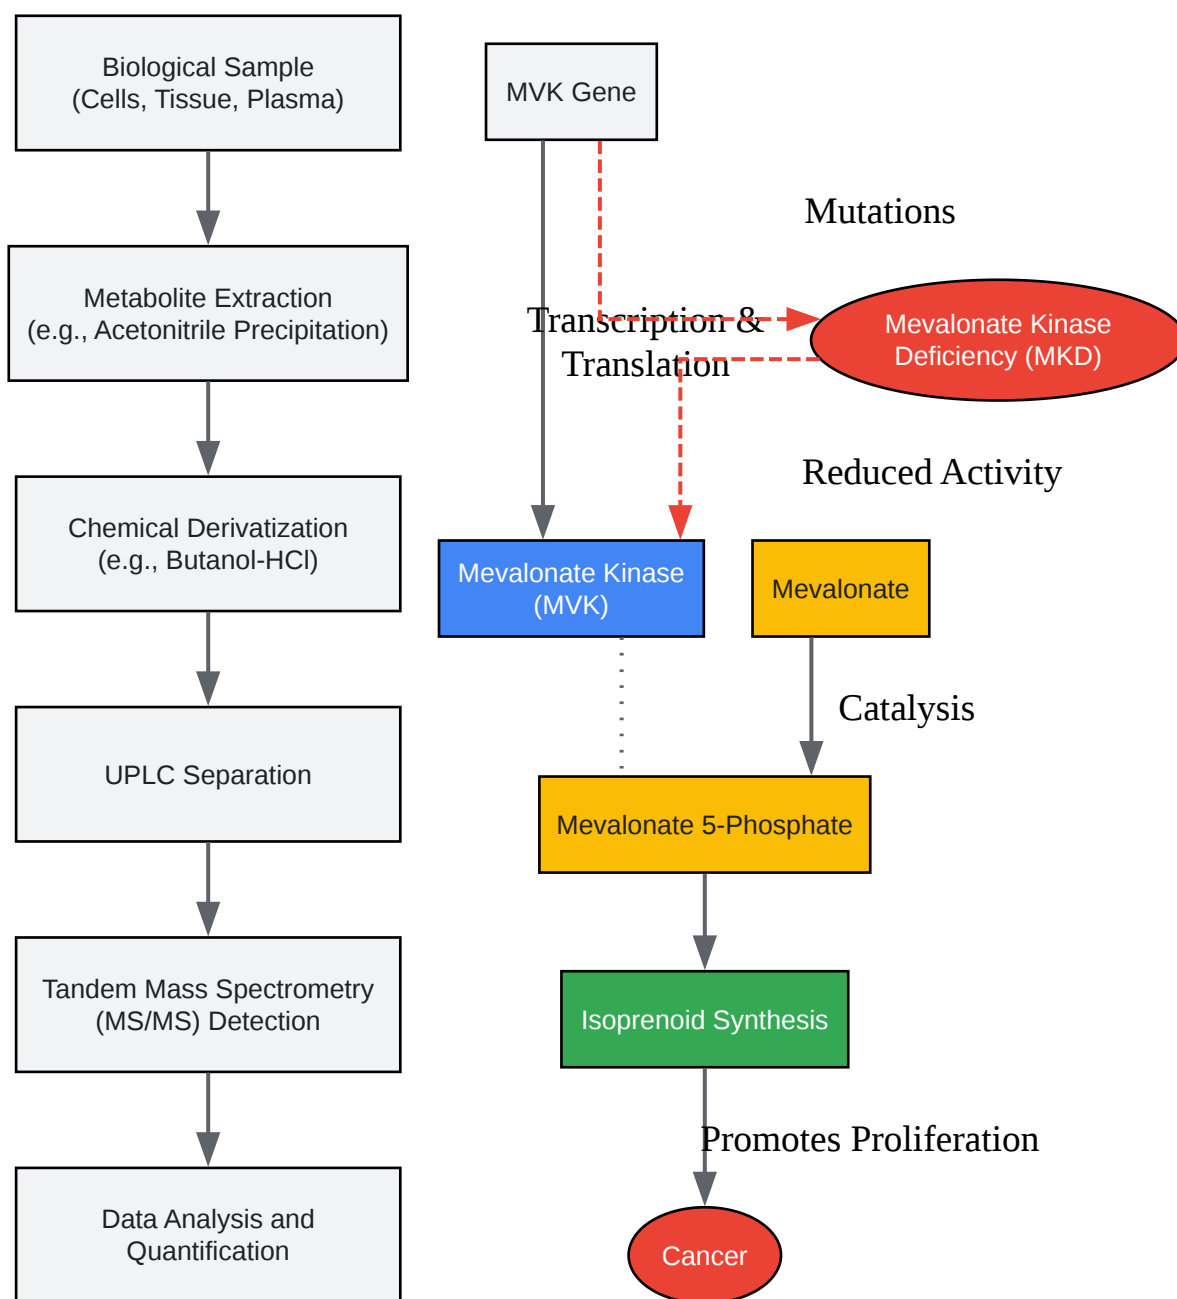 Biological Sample
(Cells, Tissue, Plasma)
Metabolite Extraction
(e.g., Acetonitrile Precipitation)
Chemical Derivatization
(e.g., Butanol-HCl)
UPLC Separation
Tandem Mass Spectrometry
(MS/MS) Detection
Data Analysis and
Quantification
MVK Gene
Mutations
Transcription &
Translation
Mevalonate Kinase
Deficiency (MKD)
Reduced Activity
Mevalonate Kinase
(MVK)
Mevalonate
Catalysis
Mevalonate 5-Phosphate
Isoprenoid Synthesis
Promotes Proliferation
Cancer